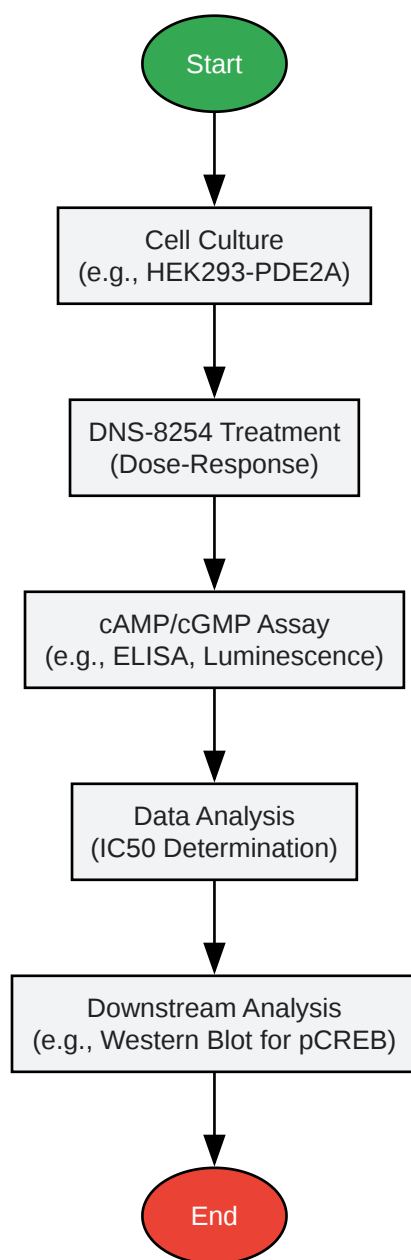 Start
Cell Culture
(e.g., HEK293-PDE2A)
DNS-8254 Treatment
(Dose-Response)
cAMP/cGMP Assay
(e.g., ELISA, Luminescence)
Data Analysis
(IC50 Determination)
Downstream Analysis
(e.g., Western Blot for pCREB)
End